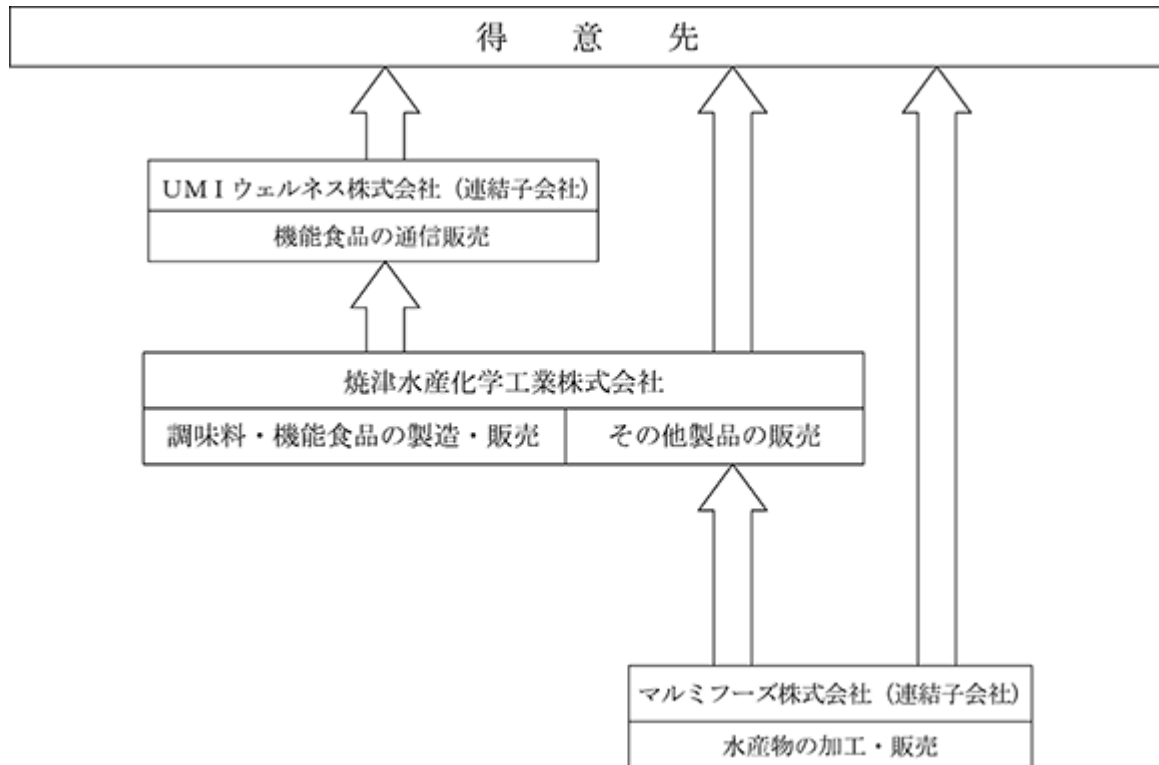 得意先
UMIウェルネス株式会社（連結子会社）
機能食品の通信販売
焼津水産化学工業株式会社
調味料・機能食品の製造・販売
その他製品の販売
マルミフーズ株式会社（連結子会社）
水産物の加工・販売